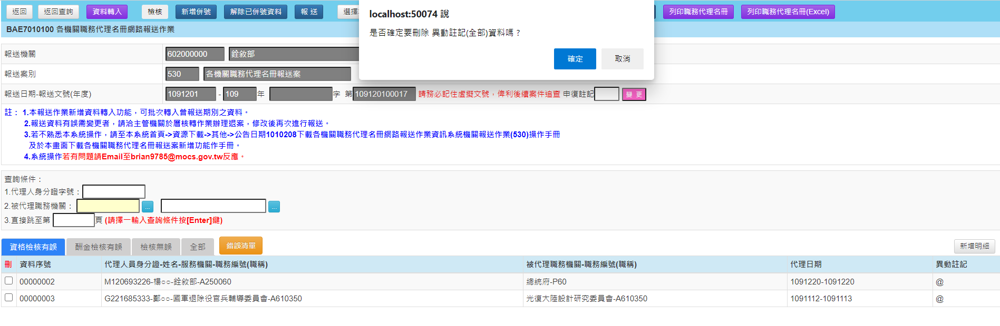 返回 返回查詢 資料轉入 檢核 新增併號 解除已併號資料 報 送 選擇 列印職務代理名冊 列印職務代理名冊(Excel)
localhost:50074 說
是否確定要刪除 異動註記(全部)資料嗎？
確定 取消
BAE7010100 各機關職務代理名冊網路報送作業
報送機關 602000000 銓敘部
報送案別 530 各機關職務代理名冊報送案
報送日期-報送文號(年度) 1091201 - 109 年 字 第 109120100017 請務必記住虛擬文號，俾利後續案件追查 申復註記 變 更
註： 1.本報送作業新增資料轉入功能，可批次轉入曾報送期別之資料。
2.報送資料有誤需變更者，請洽主管機關於層核轉作業辦理退案，修改後再次進行報送。
3.若不熟悉本系統操作，請至本系統首頁->資源下載->其他->公告日期1010208下載各機關職務代理名冊網路報送作業資訊系統機關報送作業(530)操作手冊
及於本畫面下載各機關職務代理名冊報送案新增功能作手冊。
4.系統操作若有問題請Email至brian9785@mocs.gov.tw反應。
查詢條件：
1.代理人身分證字號：
2.被代理職務機關： ... ...
3.直接跳至第 頁 (請擇一輸入查詢條件按[Enter]鍵)
資格檢核有誤 酬金檢核有誤 檢核無誤 全部 錯誤清單 新增明細
刪 資料序號 代理人員身分證-姓名-服務機關-職務編號(職稱) 被代理職務機關-職務編號(職稱) 代理日期 異動註記
00000002 M120693226-楊○○-銓敘部-A250060 總統府-P60 1091220-1091220 @
00000003 G221685333-鄭○○-國軍退除役官兵輔導委員會-A610350 光復大陸設計研究委員會-A610350 1091112-1091113 @